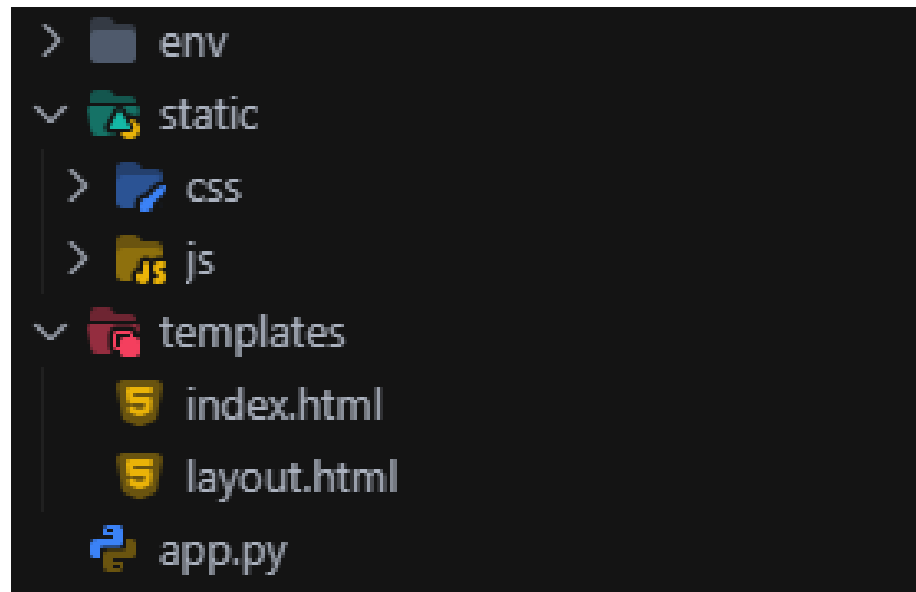 env
static
css
js
templates
index.html
layout.html
app.py